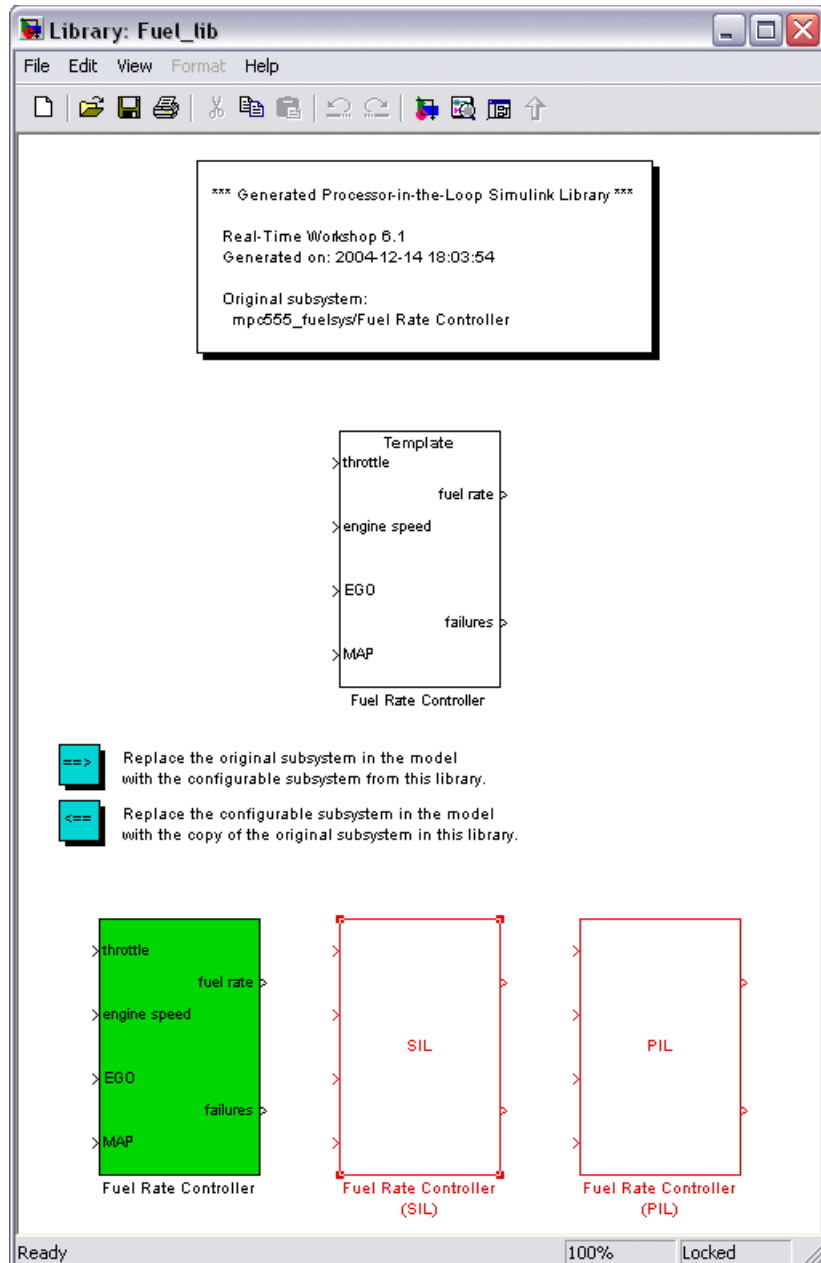 Library: Fuel_lib
File Edit View Format Help
*** Generated Processor-in-the-Loop Simulink Library ***
Real-Time Workshop 6.1
Generated on: 2004-12-14 18:03:54
Original subsystem:
mpc555_fuelsys/Fuel Rate Controller
Template
throttle
fuel rate
engine speed
EGO
failures
MAP
Fuel Rate Controller
==>
Replace the original subsystem in the model
with the configurable subsystem from this library.
<==
Replace the configurable subsystem in the model
with the copy of the original subsystem in this library.
throttle
fuel rate
engine speed
EGO
failures
MAP
Fuel Rate Controller
SIL
Fuel Rate Controller
(SIL)
PIL
Fuel Rate Controller
(PIL)
Ready 100% Locked